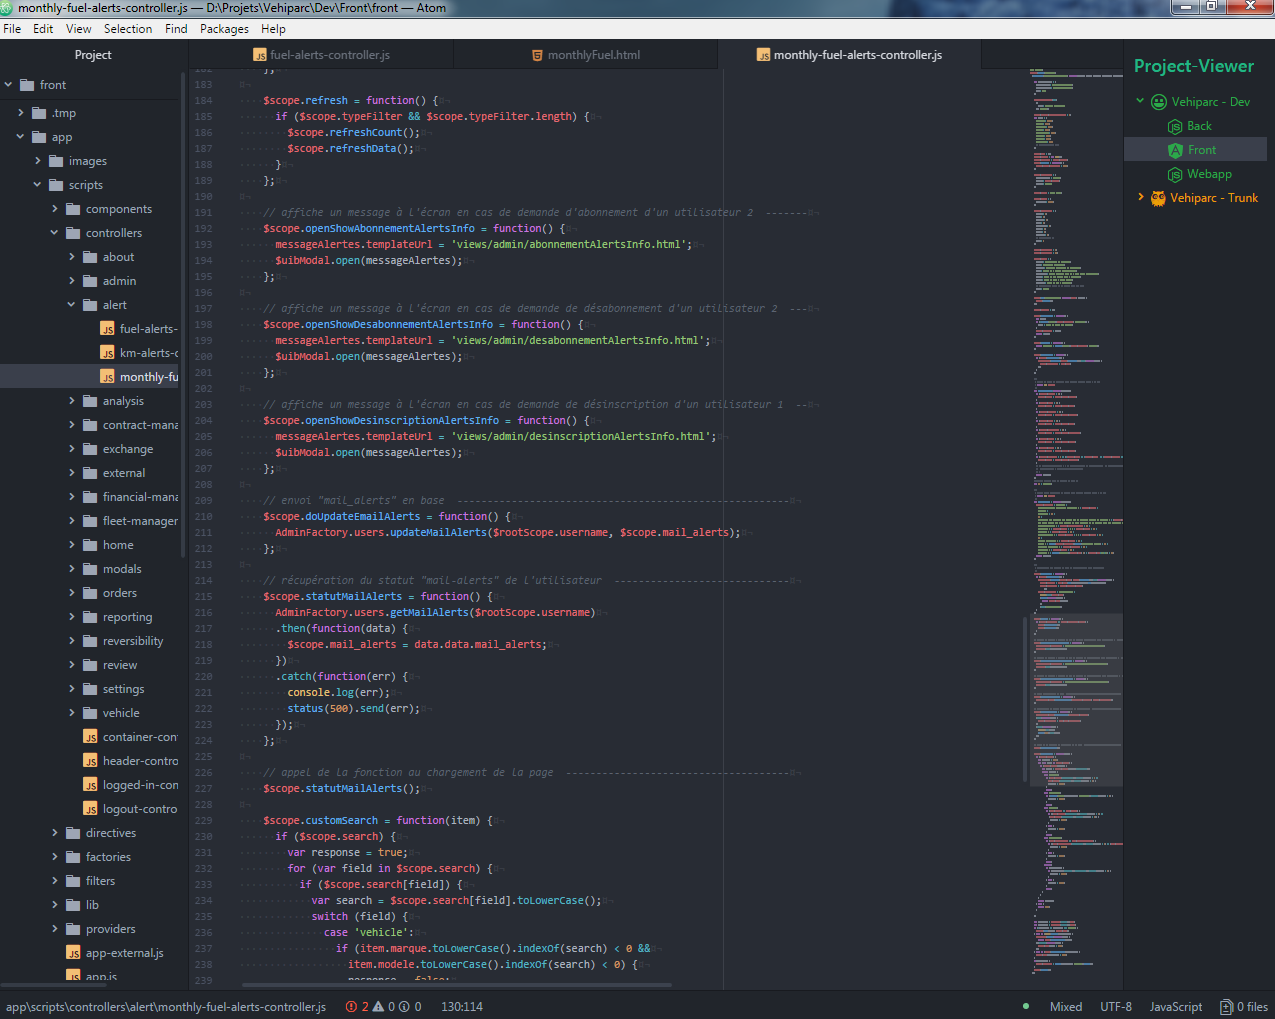 monthly-fuel-alerts-controller.js — D:\Projets\Vehiparc\Dev\Front\front — Atom
File Edit View Selection Find Packages Help
Project
fuel-alerts-controller.js
monthlyFuel.html
monthly-fuel-alerts-controller.js
front
.tmp
app
images
scripts
components
controllers
about
admin
alert
fuel-alerts-
km-alerts-c
monthly-fu
analysis
contract-mana
exchange
external
financial-mana
fleet-manager
home
modals
orders
reporting
reversibility
review
settings
vehicle
container-con
header-contro
logged-in-con
logout-contro
directives
factories
filters
lib
providers
app-external.js
app.js
182 };
183
184 $scope.refresh = function() {
185 if ($scope.typeFilter && $scope.typeFilter.length) {
186 $scope.refreshCount();
187 $scope.refreshData();
188 }
189 };
190
191 // affiche un message à l'écran en cas de demande d'abonnement d'un utilisateur 2 -------
192 $scope.openShowAbonnementAlertsInfo = function() {
193 messageAlertes.templateUrl = 'views/admin/abonnementAlertsInfo.html';
194 $uibModal.open(messageAlertes);
195 };
196
197 // affiche un message à l'écran en cas de demande de désabonnement d'un utilisateur 2 ---
198 $scope.openShowDesabonnementAlertsInfo = function() {
199 messageAlertes.templateUrl = 'views/admin/desabonnementAlertsInfo.html';
200 $uibModal.open(messageAlertes);
201 };
202
203 // affiche un message à l'écran en cas de demande de désinscription d'un utilisateur 1 --
204 $scope.openShowDesinscriptionAlertsInfo = function() {
205 messageAlertes.templateUrl = 'views/admin/desinscriptionAlertsInfo.html';
206 $uibModal.open(messageAlertes);
207 };
208
209 // envoi "mail_alerts" en base -------------------------------------------------------
210 $scope.doUpdateEmailAlerts = function() {
211 AdminFactory.users.updateMailAlerts($rootScope.username, $scope.mail_alerts);
212 };
213
214 // récupération du statut "mail-alerts" de l'utilisateur -----------------------------
215 $scope.statutMailAlerts = function() {
216 AdminFactory.users.getMailAlerts($rootScope.username)
217 .then(function(data) {
218 $scope.mail_alerts = data.data.mail_alerts;
219 })
220 .catch(function(err) {
221 console.log(err);
222 status(500).send(err);
223 });
224 };
225
226 // appel de la fonction au chargement de la page -------------------------------------
227 $scope.statutMailAlerts();
228
229 $scope.customSearch = function(item) {
230 if ($scope.search) {
231 var response = true;
232 for (var field in $scope.search) {
233 if ($scope.search[field]) {
234 var search = $scope.search[field].toLowerCase();
235 switch (field) {
236 case 'vehicle':
237 if (item.marque.toLowerCase().indexOf(search) < 0 &&
238 item.modele.toLowerCase().indexOf(search) < 0) {
239 response = false;
Project-Viewer
Vehiparc - Dev
Back
Front
Webapp
Vehiparc - Trunk
app\scripts\controllers\alert\monthly-fuel-alerts-controller.js 2 0 0 130:114 Mixed UTF-8 JavaScript 0 files